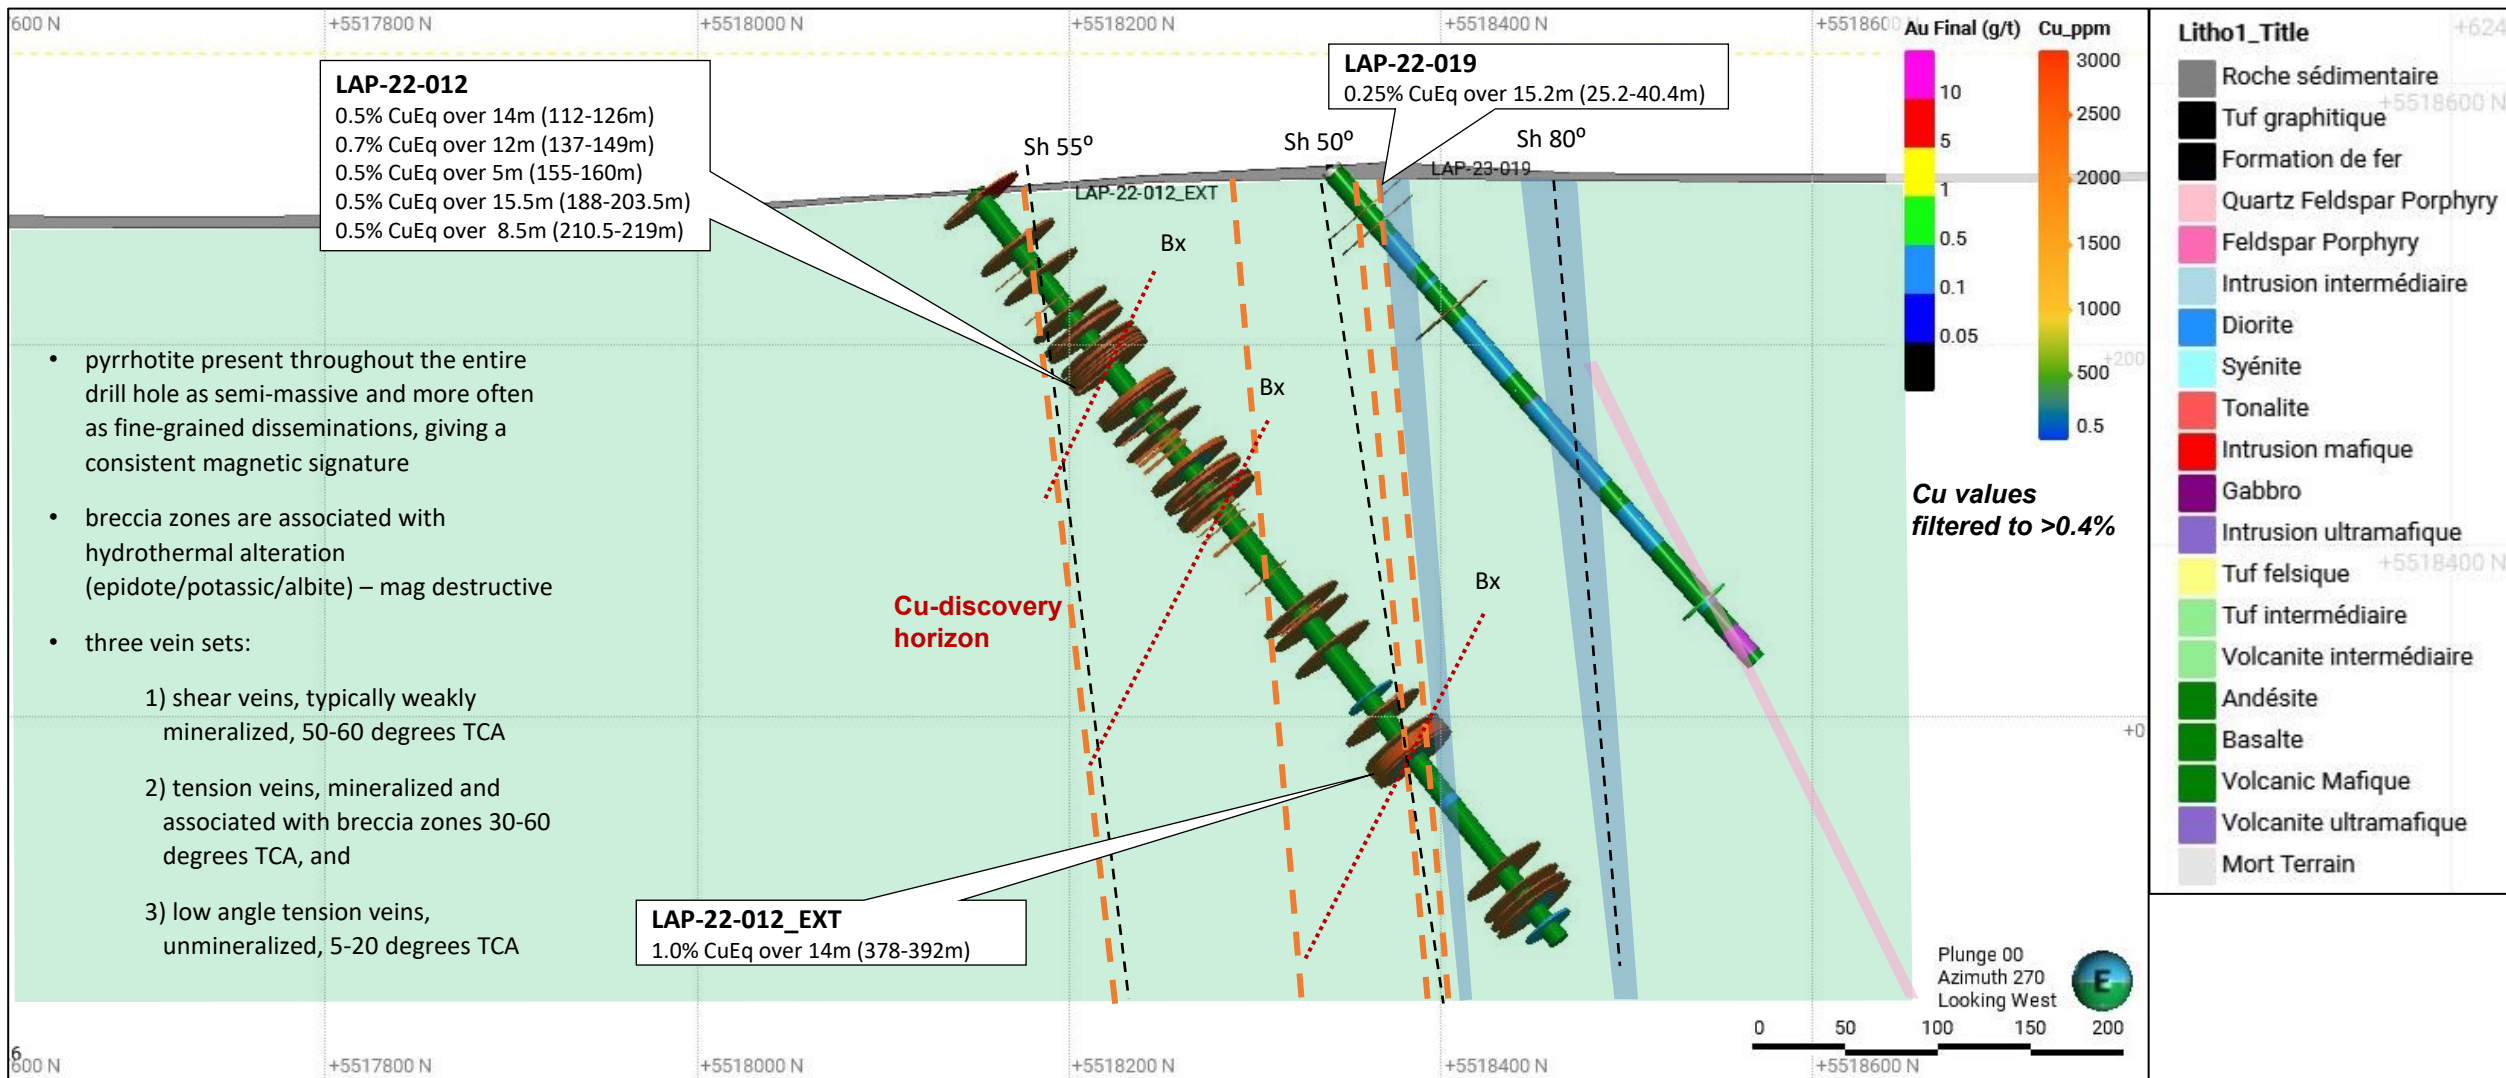 600 N
+5517800 N
+5518000 N
+5518200 N
+5518400 N
+5518600 N
LAP-22-012
0.5% CuEq over 14m (112-126m)
0.7% CuEq over 12m (137-149m)
0.5% CuEq over 5m (155-160m)
0.5% CuEq over 15.5m (188-203.5m)
0.5% CuEq over  8.5m (210.5-219m)
LAP-22-019
0.25% CuEq over 15.2m (25.2-40.4m)
Sh 55º
Sh 50º
Sh 80º
LAP-22-012_EXT
LAP-23-019
Bx
Bx
Bx
• pyrrhotite present throughout the entire
drill hole as semi-massive and more often
as fine-grained disseminations, giving a
consistent magnetic signature
• breccia zones are associated with
hydrothermal alteration
(epidote/potassic/albite) – mag destructive
• three vein sets:
1) shear veins, typically weakly
mineralized, 50-60 degrees TCA
2) tension veins, mineralized and
associated with breccia zones 30-60
degrees TCA, and
3) low angle tension veins,
unmineralized, 5-20 degrees TCA
Cu-discovery
horizon
LAP-22-012_EXT
1.0% CuEq over 14m (378-392m)
Au Final (g/t)
10
5
1
0.5
0.1
0.05
Cu_ppm
3000
2500
2000
1500
1000
500
0.5
+200
+0
Cu values
filtered to >0.4%
Plunge 00
Azimuth 270
Looking West
E
0 50 100 150 200
6
600 N
+5517800 N
+5518000 N
+5518200 N
+5518400 N
+5518600 N
Litho1_Title
+624
Roche sédimentaire
+5518600 N
Tuf graphitique
Formation de fer
Quartz Feldspar Porphyry
Feldspar Porphyry
Intrusion intermédiaire
Diorite
Syénite
Tonalite
Intrusion mafique
Gabbro
Intrusion ultramafique
+5518400 N
Tuf felsique
Tuf intermédiaire
Volcanite intermédiaire
Andésite
Basalte
Volcanic Mafique
Volcanite ultramafique
Mort Terrain